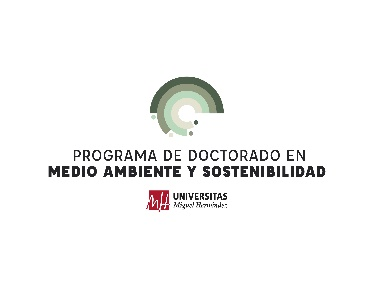 PROGRAMA DE DOCTORADO EN
MEDIO AMBIENTE Y SOSTENIBILIDAD
UNIVERSITAS
Miguel Hernández